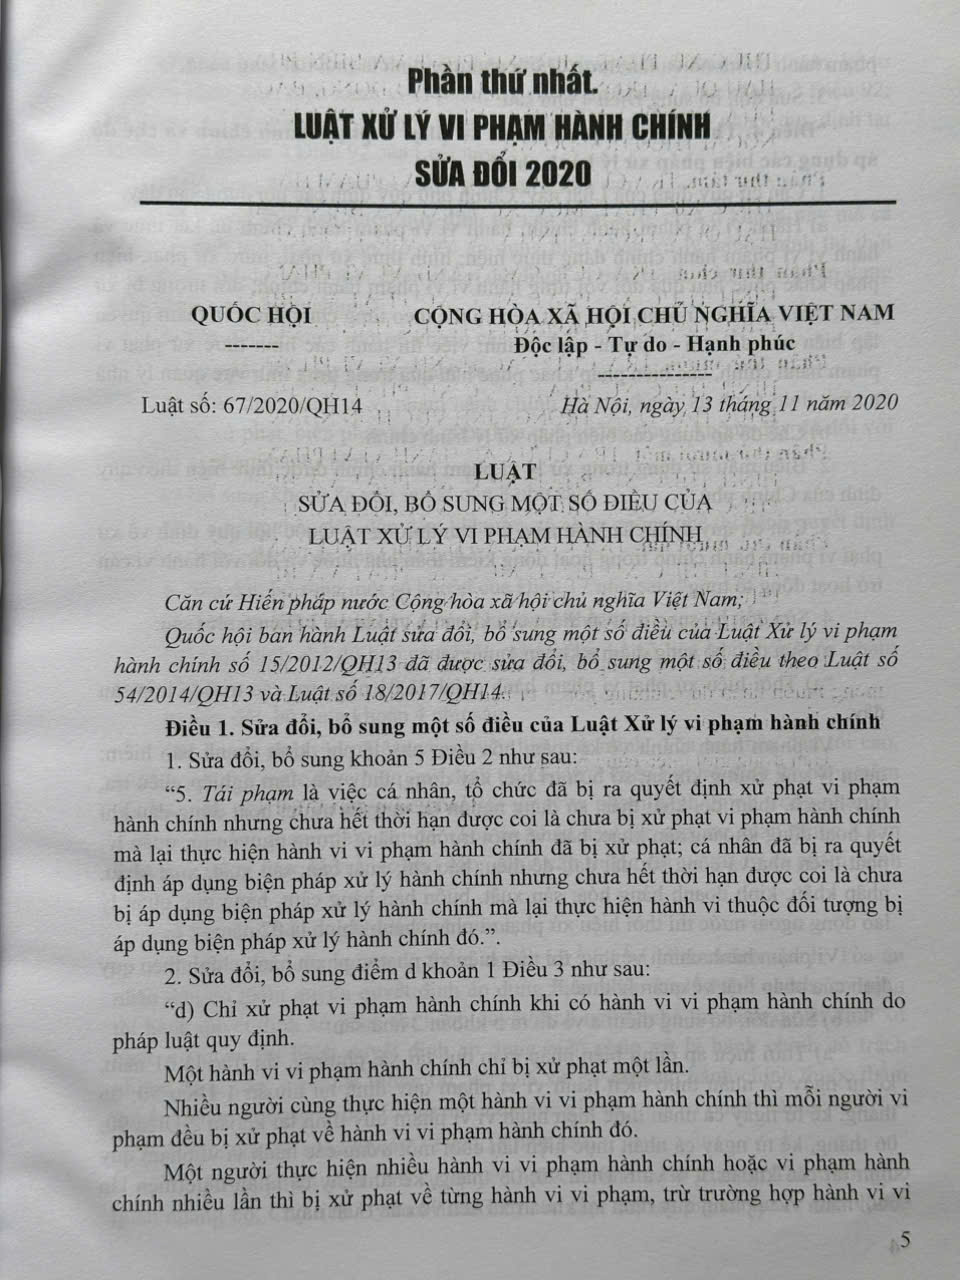 Phần thứ nhất.
LUẬT XỬ LÝ VI PHẠM HÀNH CHÍNH
SỬA ĐỔI 2020
QUỐC HỘI
-------
CỘNG HÒA XÃ HỘI CHỦ NGHĨA VIỆT NAM
Độc lập - Tự do - Hạnh phúc
---------------
Luật số: 67/2020/QH14
Hà Nội, ngày 13 tháng 11 năm 2020
LUẬT
SỬA ĐỔI, BỔ SUNG MỘT SỐ ĐIỀU CỦA
LUẬT XỬ LÝ VI PHẠM HÀNH CHÍNH
Căn cứ Hiến pháp nước Cộng hòa xã hội chủ nghĩa Việt Nam;
Quốc hội ban hành Luật sửa đổi, bổ sung một số điều của Luật Xử lý vi phạm
hành chính số 15/2012/QH13 đã được sửa đổi, bổ sung một số điều theo Luật số
54/2014/QH13 và Luật số 18/2017/QH14.
Điều 1. Sửa đổi, bổ sung một số điều của Luật Xử lý vi phạm hành chính
1. Sửa đổi, bổ sung khoản 5 Điều 2 như sau:
“5. Tái phạm là việc cá nhân, tổ chức đã bị ra quyết định xử phạt vi phạm
hành chính nhưng chưa hết thời hạn được coi là chưa bị xử phạt vi phạm hành chính
mà lại thực hiện hành vi vi phạm hành chính đã bị xử phạt; cá nhân đã bị ra quyết
định áp dụng biện pháp xử lý hành chính nhưng chưa hết thời hạn được coi là chưa
bị áp dụng biện pháp xử lý hành chính mà lại thực hiện hành vi thuộc đối tượng bị
áp dụng biện pháp xử lý hành chính đó.”.
2. Sửa đổi, bổ sung điểm d khoản 1 Điều 3 như sau:
“d) Chỉ xử phạt vi phạm hành chính khi có hành vi vi phạm hành chính do
pháp luật quy định.
Một hành vi vi phạm hành chính chỉ bị xử phạt một lần.
Nhiều người cùng thực hiện một hành vi vi phạm hành chính thì mỗi người vi
phạm đều bị xử phạt về hành vi vi phạm hành chính đó.
Một người thực hiện nhiều hành vi vi phạm hành chính hoặc vi phạm hành
chính nhiều lần thì bị xử phạt về từng hành vi vi phạm, trừ trường hợp hành vi vi
5